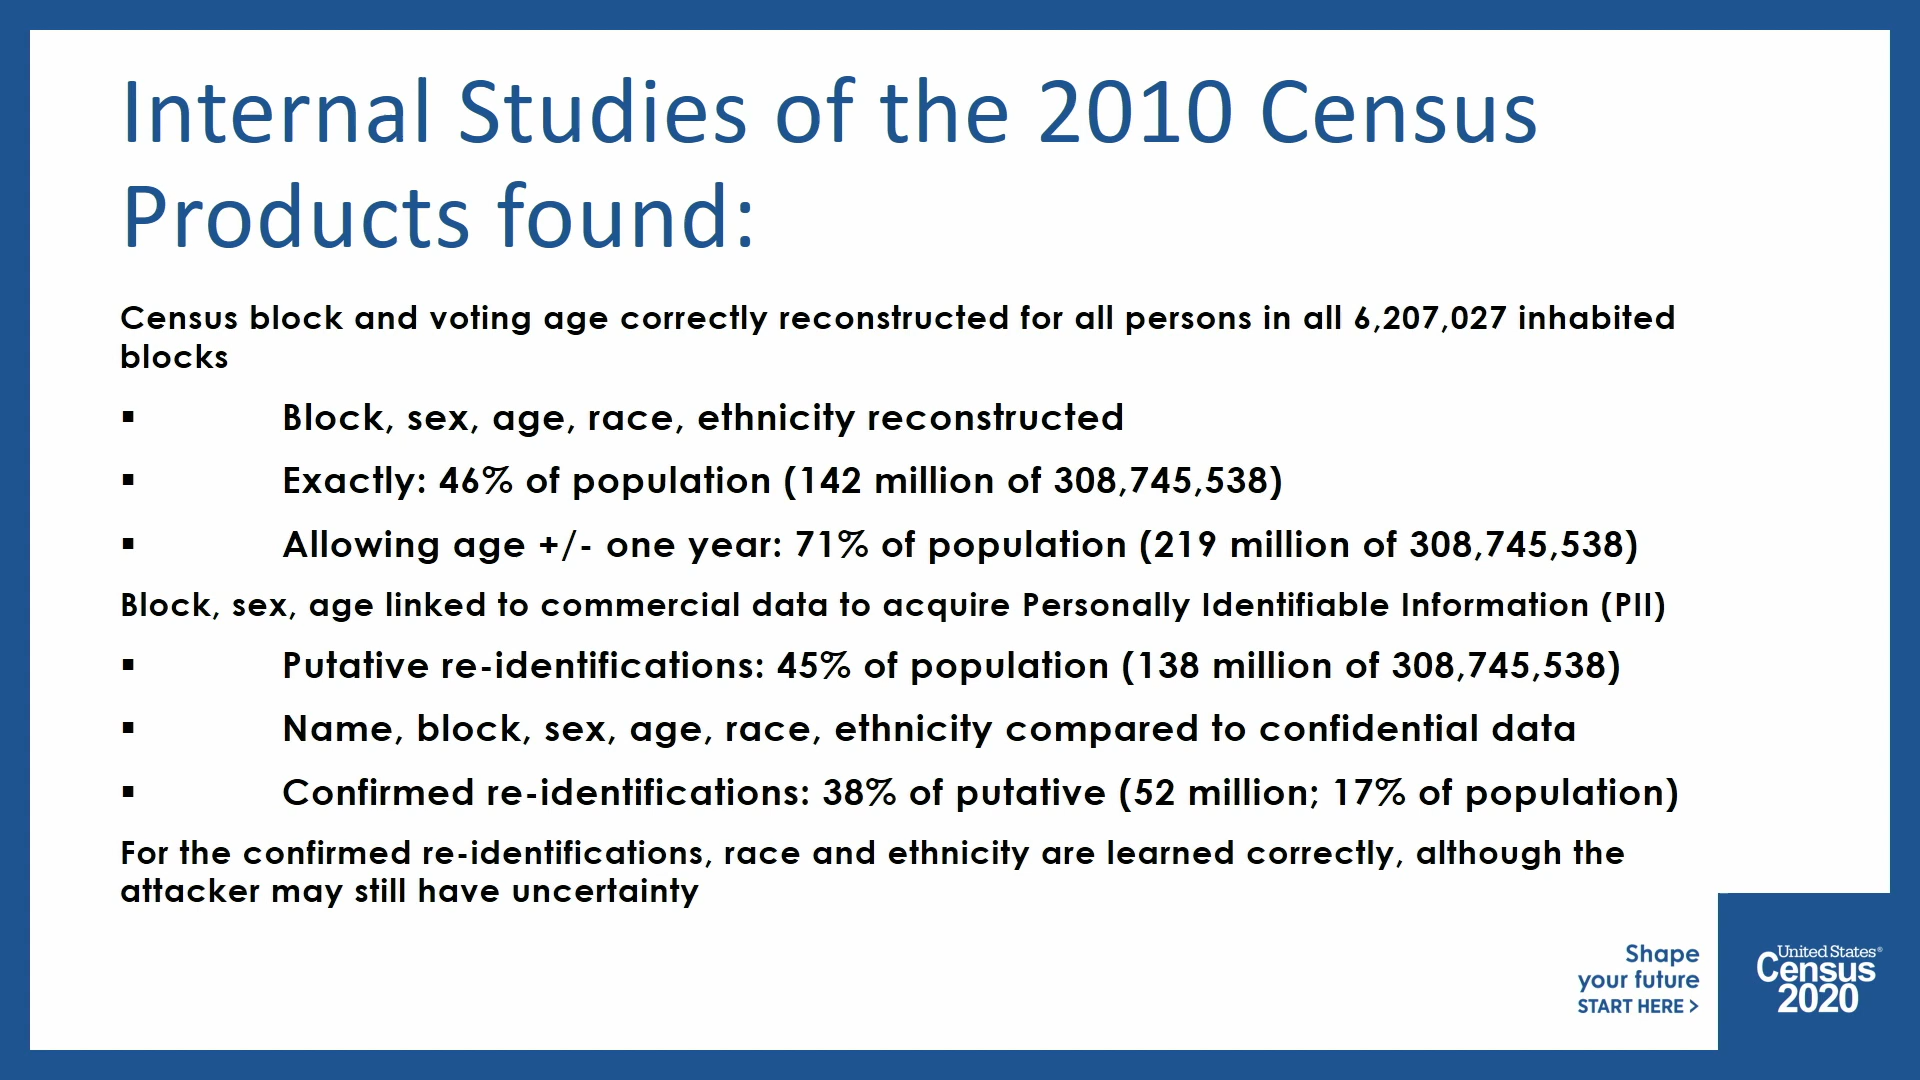 Internal Studies of the 2010 Census
Products found:
Census block and voting age correctly reconstructed for all persons in all 6,207,027 inhabited
blocks
▪ Block, sex, age, race, ethnicity reconstructed
▪ Exactly: 46% of population (142 million of 308,745,538)
▪ Allowing age +/- one year: 71% of population (219 million of 308,745,538)
Block, sex, age linked to commercial data to acquire Personally Identifiable Information (PII)
▪ Putative re-identifications: 45% of population (138 million of 308,745,538)
▪ Name, block, sex, age, race, ethnicity compared to confidential data
▪ Confirmed re-identifications: 38% of putative (52 million; 17% of population)
For the confirmed re-identifications, race and ethnicity are learned correctly, although the
attacker may still have uncertainty
Shape
your future
START HERE >
United States®
Census
2020